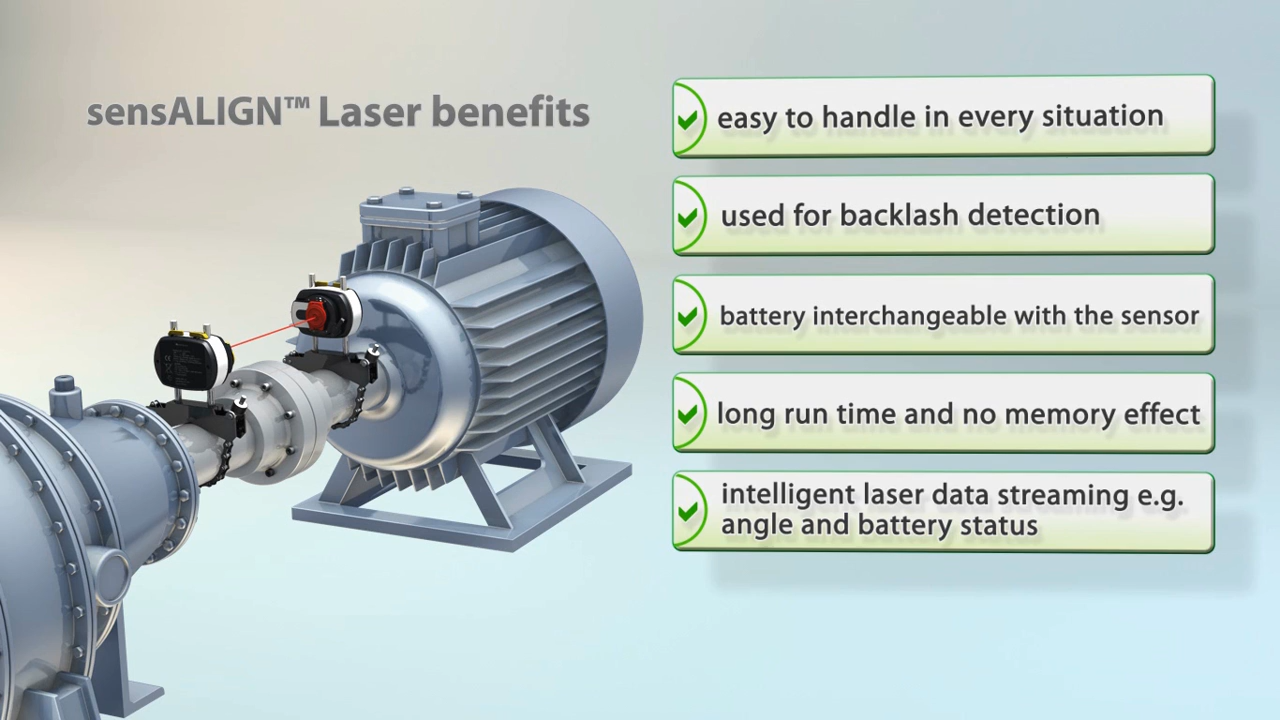 sensALIGN™ Laser benefits
easy to handle in every situation
used for backlash detection
battery interchangeable with the sensor
long run time and no memory effect
intelligent laser data streaming e.g.
angle and battery status